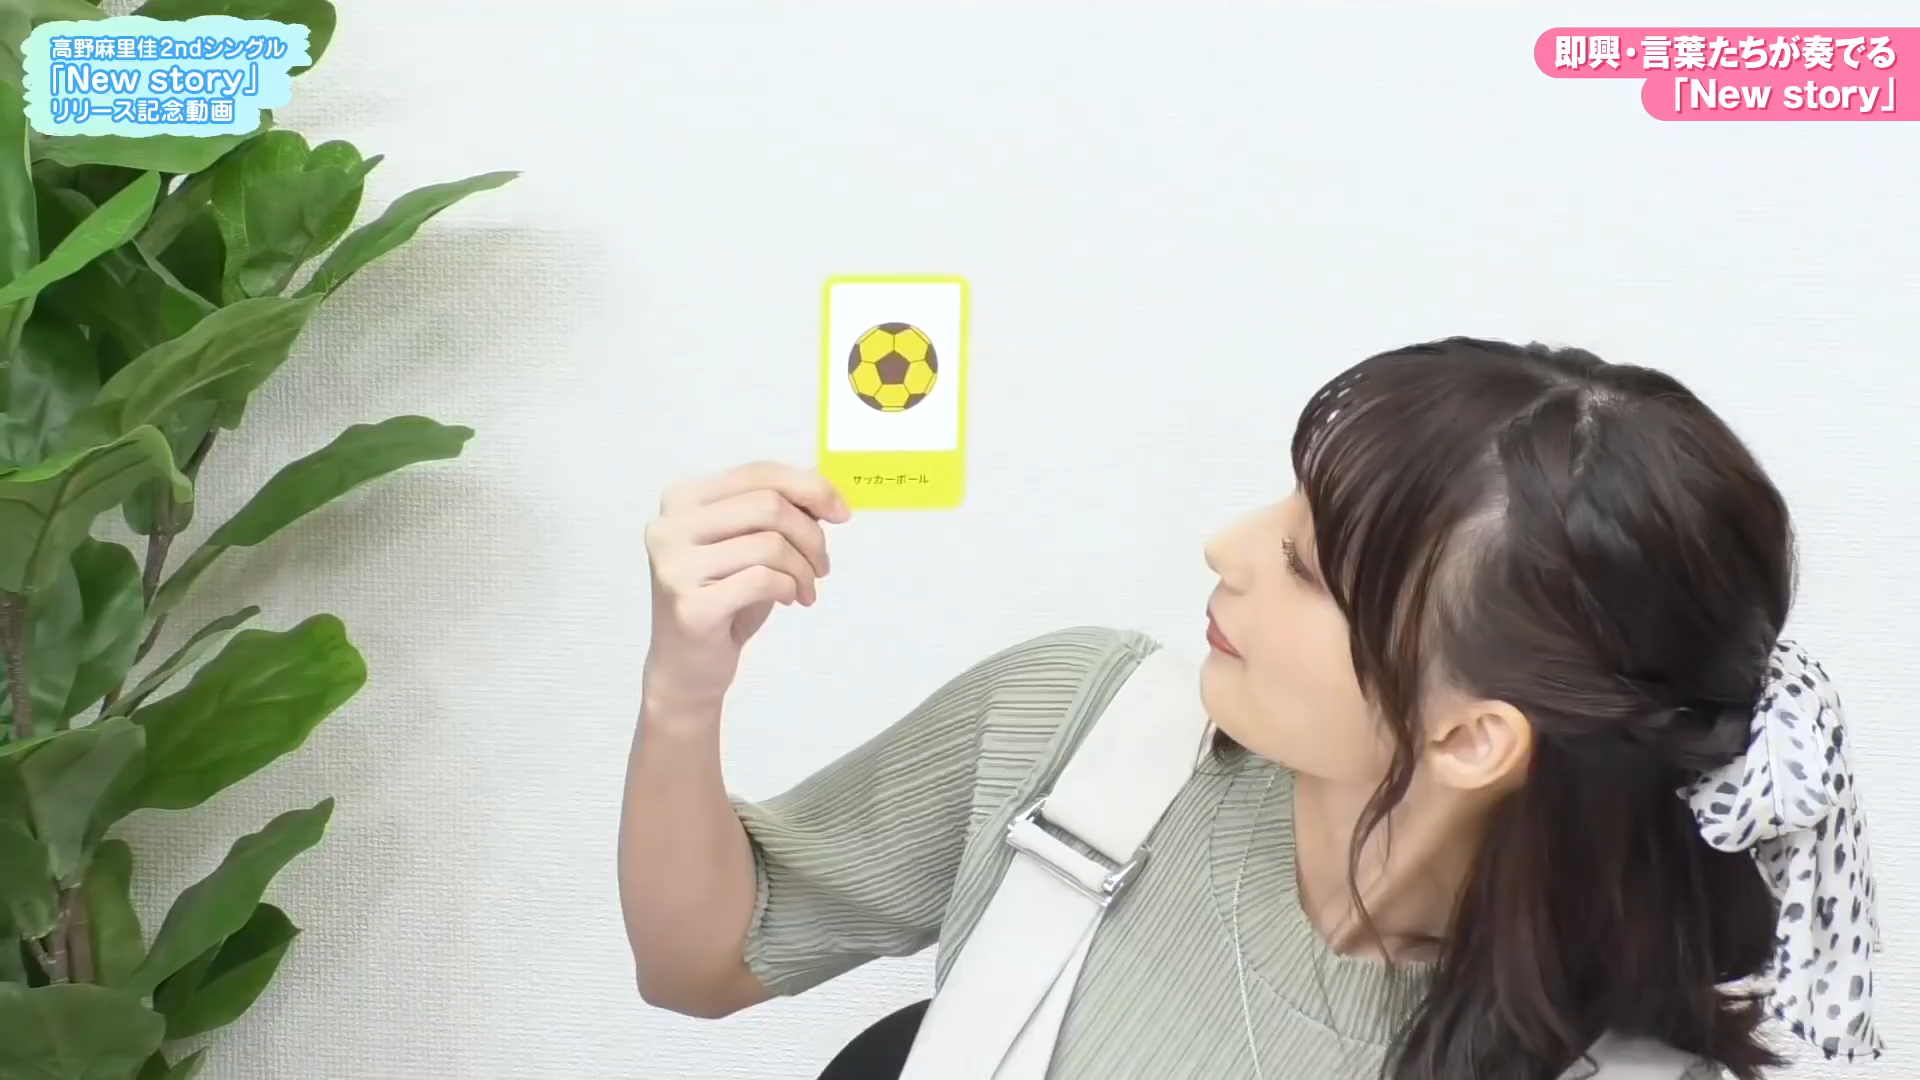 高野麻里佳2ndシングル
「New story」
リリース記念動画
即興・言葉たちが奏でる
「New story」
サッカーボール